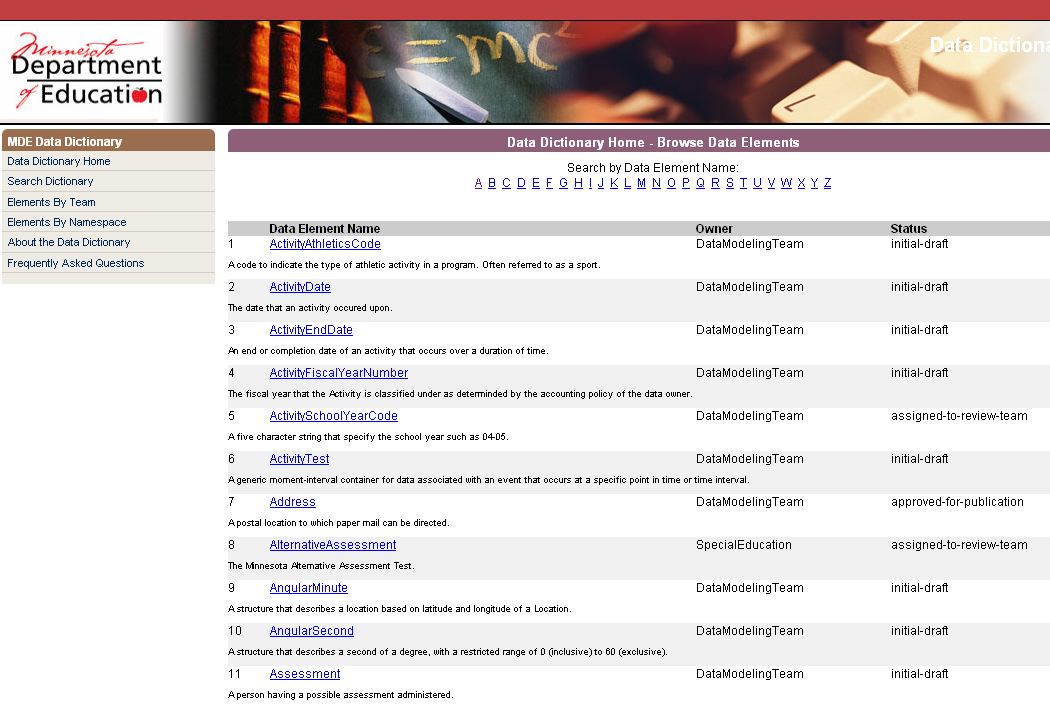 Minnesota
Department
of Education
E=mc2
L
Data Dictiona
MDE Data Dictionary
Data Dictionary Home
Search Dictionary
Elements By Team
Elements By Namespace
About the Data Dictionary
Frequently Asked Questions
Data Dictionary Home - Browse Data Elements
Search by Data Element Name:
A B C D E F G H I J K L M N O P Q R S T U V W X Y Z
Data Element Name Owner Status
1 ActivityAthleticsCode DataModelingTeam initial-draft
A code to indicate the type of athletic activity in a program. Often referred to as a sport.
2 ActivityDate DataModelingTeam initial-draft
The date that an activity occured upon.
3 ActivityEndDate DataModelingTeam initial-draft
An end or completion date of an activity that occurs over a duration of time.
4 ActivityFiscalYearNumber DataModelingTeam initial-draft
The fiscal year that the Activity is classified under as determinded by the accounting policy of the data owner.
5 ActivitySchoolYearCode DataModelingTeam assigned-to-review-team
A five character string that specify the school year such as 04-05.
6 ActivityTest DataModelingTeam initial-draft
A generic moment-interval container for data associated with an event that occurs at a specific point in time or time interval.
7 Address DataModelingTeam approved-for-publication
A postal location to which paper mail can be directed.
8 AlternativeAssessment SpecialEducation assigned-to-review-team
The Minnesota Alternative Assessment Test.
9 AngularMinute DataModelingTeam initial-draft
A structure that describes a location based on latitude and longitude of a Location.
10 AngularSecond DataModelingTeam initial-draft
A structure that describes a second of a degree, with a restricted range of 0 (inclusive) to 60 (exclusive).
11 Assessment DataModelingTeam initial-draft
A person having a possible assessment administered.